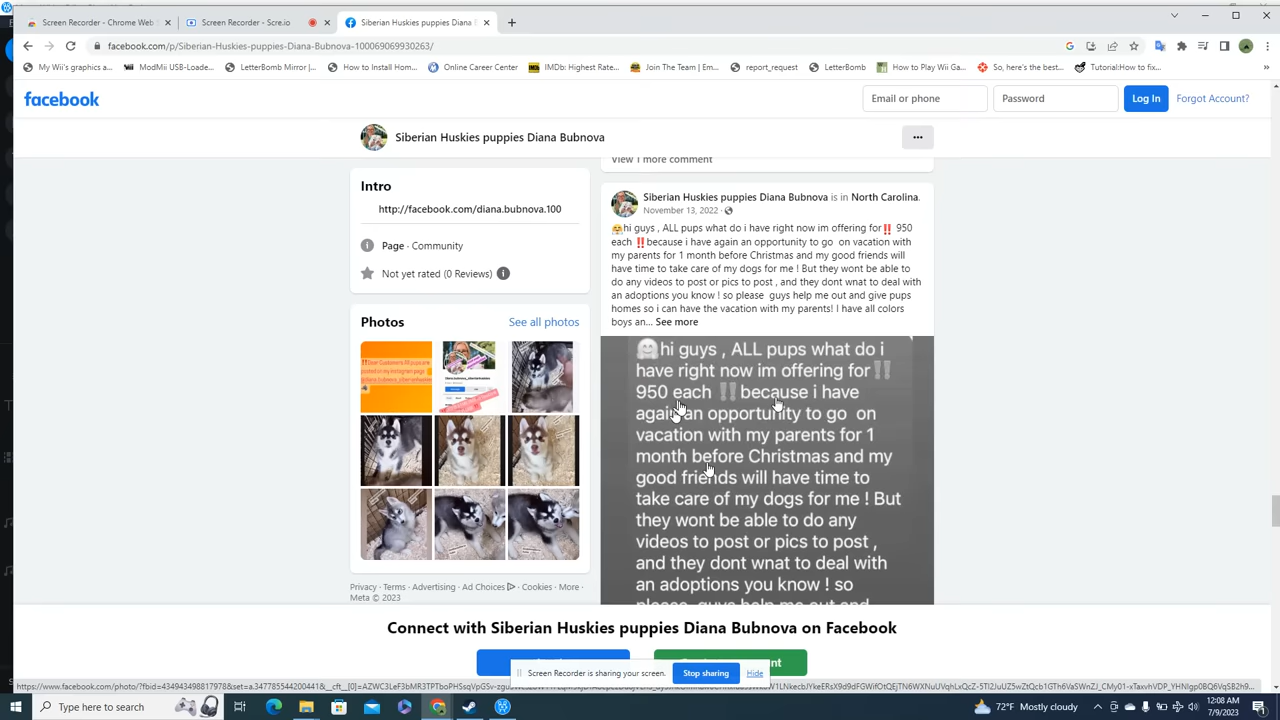 Screen Recorder - Chrome Web
Screen Recorder - Scre.io
Siberian Huskies puppies Diana B
facebook.com/p/Siberian-Huskies-puppies-Diana-Bubnova-100069069930263/
My Wii's graphics a...
ModMii USB-Loade...
LetterBomb Mirror |...
How to Install Hom...
Online Career Center
IMDb: Highest Rate...
Join The Team | Em...
report_request
LetterBomb
How to Play Wii Ga...
So, here's the best...
Tutorial:How to fix...
»
facebook
Email or phone
Password
Log In
Forgot Account?
Siberian Huskies puppies Diana Bubnova
Intro
http://facebook.com/diana.bubnova.100
Page · Community
Not yet rated (0 Reviews)
Photos
See all photos
Privacy · Terms · Advertising · Ad Choices · Cookies · More ·
Meta © 2023
View 1 more comment
Siberian Huskies puppies Diana Bubnova is in North Carolina.
November 13, 2022 ·
🤗hi guys , ALL pups what do i have right now im offering for‼️ 950
each ‼️because i have again an opportunity to go on vacation with
my parents for 1 month before Christmas and my good friends will
have time to take care of my dogs for me ! But they wont be able to
do any videos to post or pics to post , and they dont wnat to deal with
an adoptions you know ! so please guys help me out and give pups
homes so i can have the vacation with my parents! I have all colors
boys an... See more
🤗hi guys , ALL pups what do i
have right now im offering for‼️
950 each ‼️because i have
again an opportunity to go on
vacation with my parents for 1
month before Christmas and my
good friends will have time to
take care of my dogs for me ! But
they wont be able to do any
videos to post or pics to post ,
and they dont wnat to deal with
an adoptions you know ! so
please guys help me out and
Connect with Siberian Huskies puppies Diana Bubnova on Facebook
Screen Recorder is sharing your screen.
Stop sharing
Hide
Type here to search
72°F Mostly cloudy
12:08 AM
7/9/2023